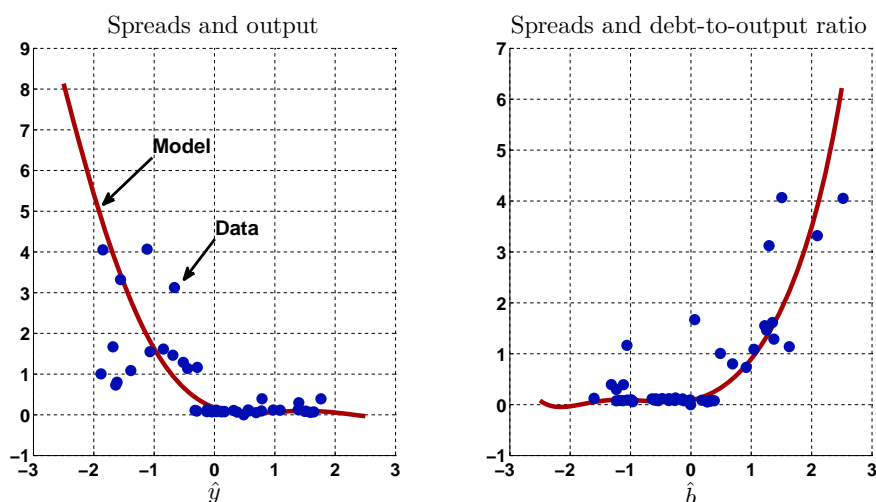 Spreads and output
9
8
7
6
5
4
3
2
1
0
−1
−3 −2 −1 0 1 2 3
ŷ
Model
Data
Spreads and debt-to-output ratio
7
6
5
4
3
2
1
0
−1
−3 −2 −1 0 1 2 3
b̂